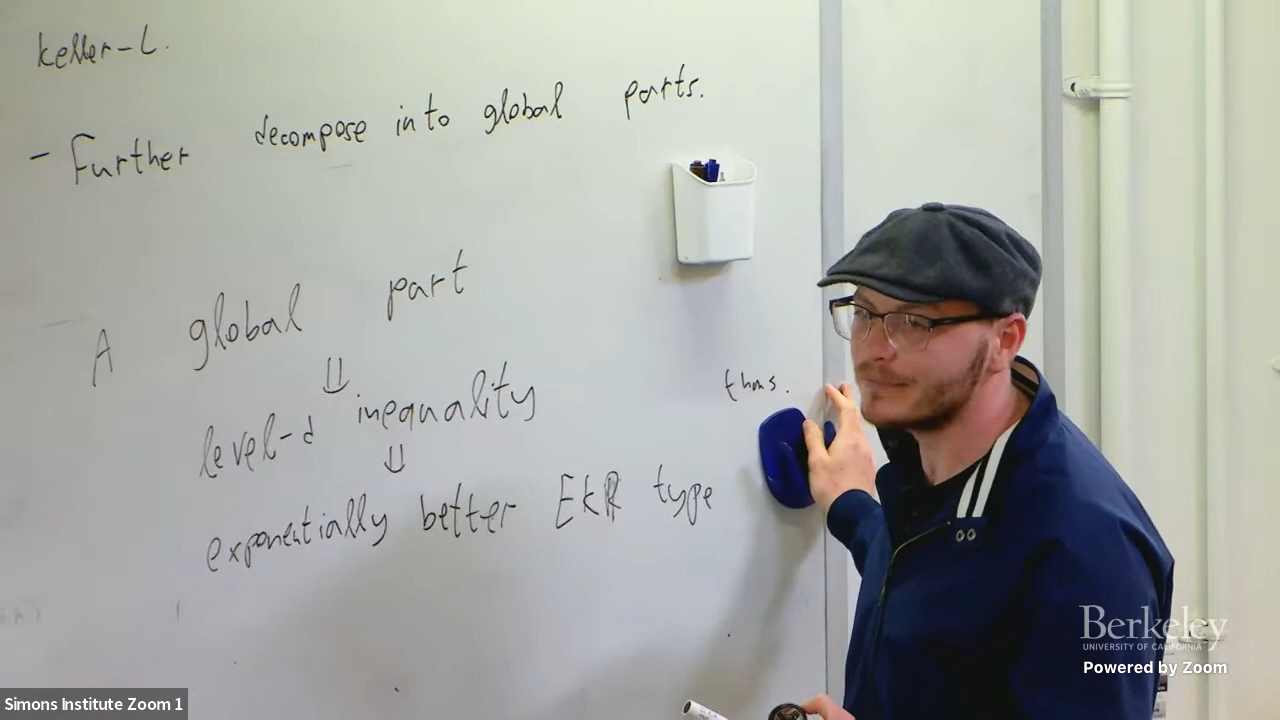 Keller-L.
- Further decompose into global parts.
A global part
⇓
level-d inequality
⇓
exponentially better EKR type
thms.
Berkeley
UNIVERSITY OF CALIFORNIA
Powered by Zoom
Simons Institute Zoom 1